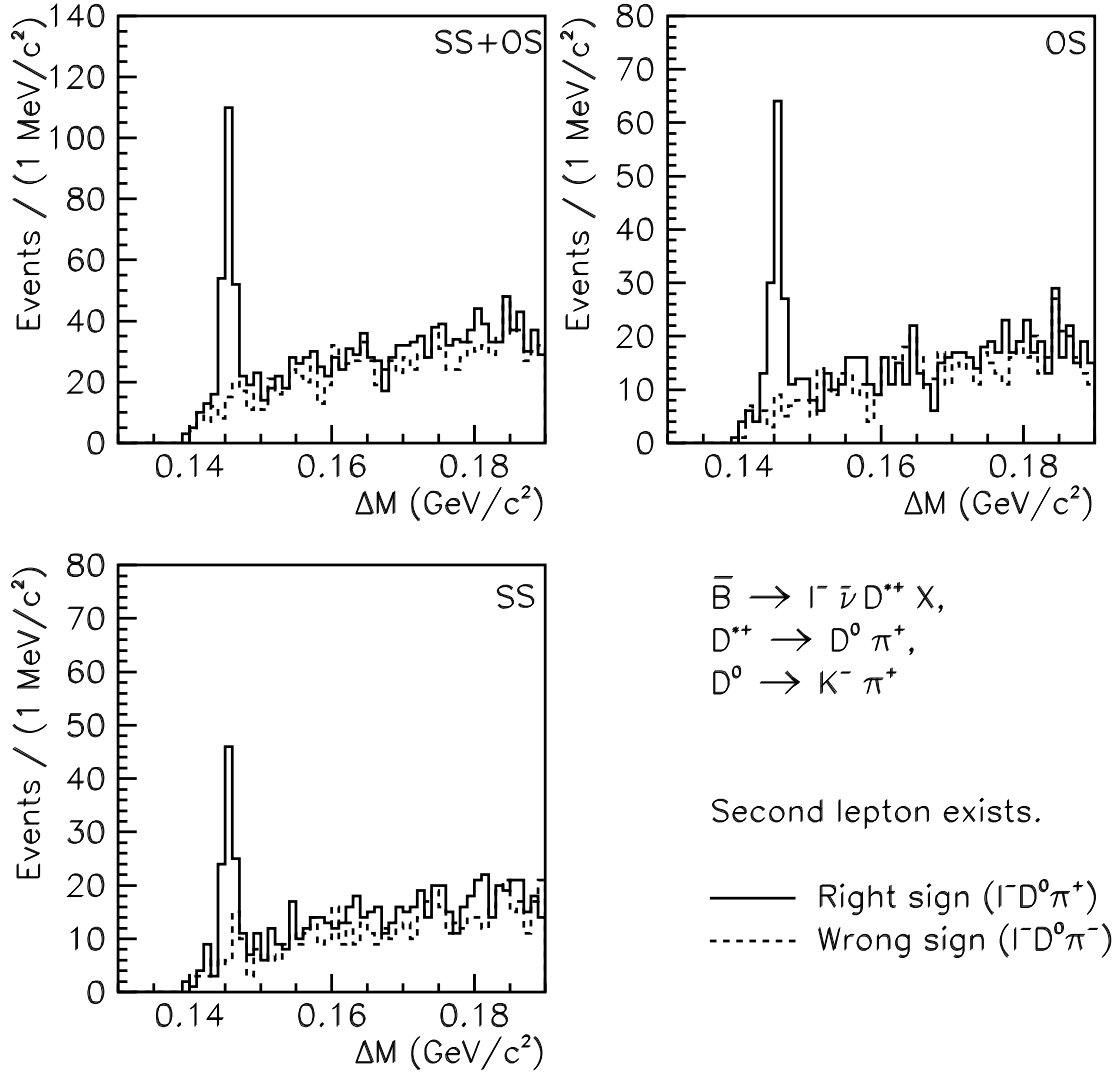 SS+OS
Events / (1 MeV/c²)
140
120
100
80
60
40
20
0
0.14 0.16 0.18
ΔM (GeV/c²)
OS
Events / (1 MeV/c²)
80
70
60
50
40
30
20
10
0
0.14 0.16 0.18
ΔM (GeV/c²)
SS
Events / (1 MeV/c²)
80
70
60
50
40
30
20
10
0
0.14 0.16 0.18
ΔM (GeV/c²)
B̄ → l⁻ ν̄ D*⁺ X,
D*⁺ → D⁰ π⁺,
D⁰ → K⁻ π⁺
Second lepton exists.
Right sign (l⁻D⁰π⁺)
Wrong sign (l⁻D⁰π⁻)